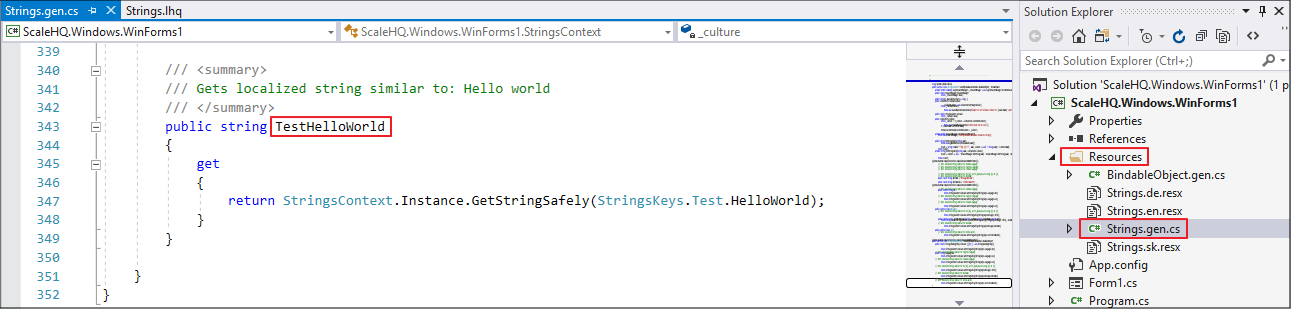 Strings.gen.cs Strings.lhq
ScaleHQ.Windows.WinForms1 ScaleHQ.Windows.WinForms1.StringsContext _culture
339
340 /// <summary>
341 /// Gets localized string similar to: Hello world
342 /// </summary>
343 public string TestHelloWorld
344 {
345 get
346 {
347 return StringsContext.Instance.GetStringSafely(StringsKeys.Test.HelloWorld);
348 }
349 }
350
351 }
352 }
Solution Explorer
Search Solution Explorer (Ctrl+;)
Solution 'ScaleHQ.Windows.WinForms1' (1 p
C# ScaleHQ.Windows.WinForms1
Properties
References
Resources
C# BindableObject.gen.cs
Strings.de.resx
Strings.en.resx
C# Strings.gen.cs
Strings.sk.resx
App.config
Form1.cs
C# Program.cs